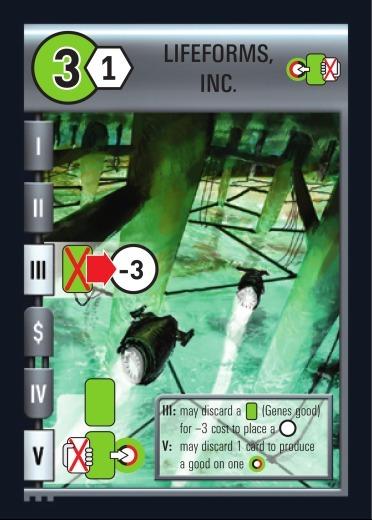 3
1
LIFEFORMS,
INC.
I
II
III
-3
$
IV
V
III: may discard a (Genes good)
for –3 cost to place a
V: may discard 1 card to produce
a good on one